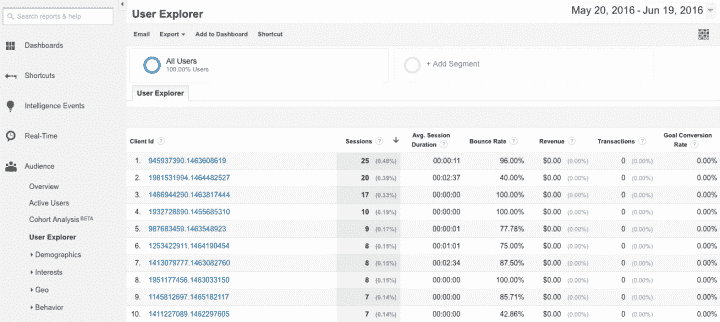 Search reports & help
Dashboards
Shortcuts
Intelligence Events
Real-Time
Audience
Overview
Active Users
Cohort Analysis BETA
User Explorer
Demographics
Interests
Geo
Behavior
User Explorer
May 20, 2016 - Jun 19, 2016
Email Export Add to Dashboard Shortcut
All Users
100.00% Users
+ Add Segment
User Explorer
Client Id Sessions Avg. Session Duration Bounce Rate Revenue Transactions Goal Conversion Rate
1. 945937390.1463608619 25 (0.48%) 00:00:11 96.00% $0.00 (0.00%) 0 (0.00%) 0.00%
2. 1981531994.1464482527 20 (0.39%) 00:02:37 40.00% $0.00 (0.00%) 0 (0.00%) 0.00%
3. 1466944290.1463817444 17 (0.33%) 00:00:00 100.00% $0.00 (0.00%) 0 (0.00%) 0.00%
4. 1932728890.1455685310 10 (0.19%) 00:00:00 100.00% $0.00 (0.00%) 0 (0.00%) 0.00%
5. 987683459.1463548923 9 (0.17%) 00:00:01 77.78% $0.00 (0.00%) 0 (0.00%) 0.00%
6. 1253422911.1464190454 8 (0.15%) 00:01:01 75.00% $0.00 (0.00%) 0 (0.00%) 0.00%
7. 1413079777.1463082760 8 (0.15%) 00:02:34 87.50% $0.00 (0.00%) 0 (0.00%) 0.00%
8. 1951177456.1463033150 8 (0.15%) 00:00:00 100.00% $0.00 (0.00%) 0 (0.00%) 0.00%
9. 1145812697.1465182117 7 (0.14%) 00:00:00 85.71% $0.00 (0.00%) 0 (0.00%) 0.00%
10. 1411227089.1462297605 7 (0.14%) 00:00:00 42.86% $0.00 (0.00%) 0 (0.00%) 0.00%